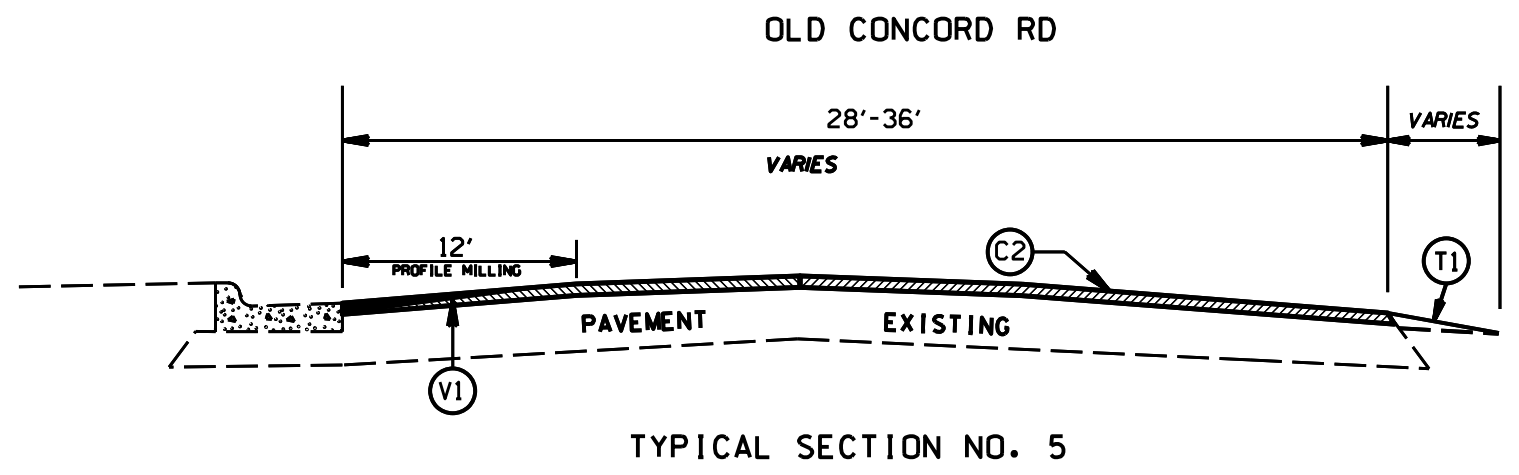 OLD CONCORD RD
28'-36'
VARIES
VARIES
12'
PROFILE MILLING
C2
T1
PAVEMENT
EXISTING
V1
TYPICAL SECTION NO. 5